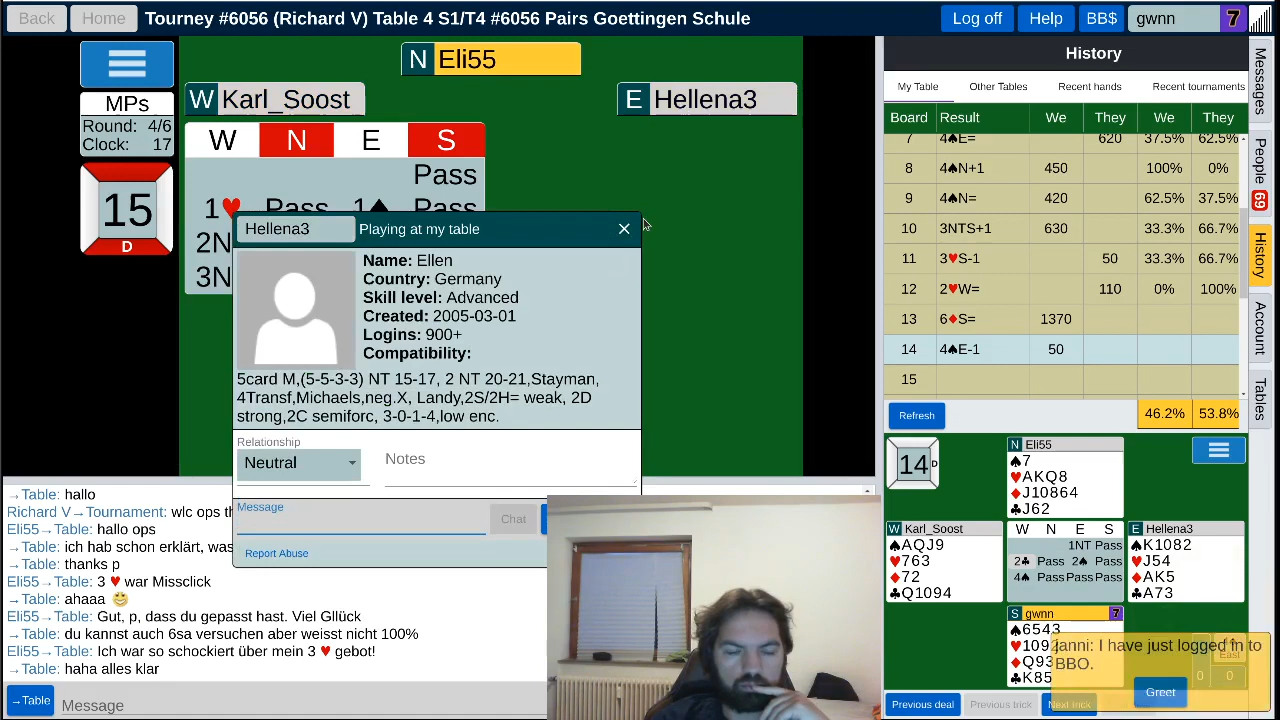 Back
Home
Tourney #6056 (Richard V) Table 4 S1/T4 #6056 Pairs Goettingen Schule
Log off
Help
BB$
gwnn
7
MPs
Round: 4/6
Clock: 17
15
D
N Eli55
W Karl_Soost
E Hellena3
W N E S
Pass
1♥ Pass 1♠ Pass
2N
3N
Hellena3
Playing at my table
Name: Ellen
Country: Germany
Skill level: Advanced
Created: 2005-03-01
Logins: 900+
Compatibility:
5card M,(5-5-3-3) NT 15-17, 2 NT 20-21,Stayman,
4Transf,Michaels,neg.X, Landy,2S/2H= weak, 2D
strong,2C semiforc, 3-0-1-4,low enc.
Relationship
Neutral
Notes
Message
Chat
Report Abuse
→Table: hallo
Richard V→Tournament: wlc ops th
Eli55→Table: hallo ops
→Table: ich hab schon erklärt, was
→Table: thanks p
Eli55→Table: 3 ♥ war Missclick
→Table: ahaaa
Eli55→Table: Gut, p, dass du gepasst hast. Viel Gllück
→Table: du kannst auch 6sa versuchen aber weisst nicht 100%
Eli55→Table: Ich war so schockiert über mein 3 ♥ gebot!
→Table: haha alles klar
→Table
Message
History
My Table
Other Tables
Recent hands
Recent tournaments
Board Result We They We They
7 4♠E= 620 37.5% 62.5%
8 4♠N+1 450 100% 0%
9 4♠N= 420 62.5% 37.5%
10 3NTS+1 630 33.3% 66.7%
11 3♥S-1 50 33.3% 66.7%
12 2♥W= 110 0% 100%
13 6♦S= 1370
14 4♠E-1 50
15
Refresh
46.2% 53.8%
14
D
N Eli55
♠7
♥AKQ8
♦J10864
♣J62
W Karl_Soost
♠AQJ9
♥763
♦72
♣Q1094
W N E S
1NT Pass
2♣ Pass 2♠ Pass
4♠ Pass Pass Pass
E Hellena3
♠K1082
♥J54
♦AK5
♣A73
S gwnn 7
♠6543
♥109
♦Q93
♣K85
janni: I have just logged in to
BBO.
Greet
East
0 0
Previous deal
Previous trick
Next trick
Messages
People
69
History
Account
Tables